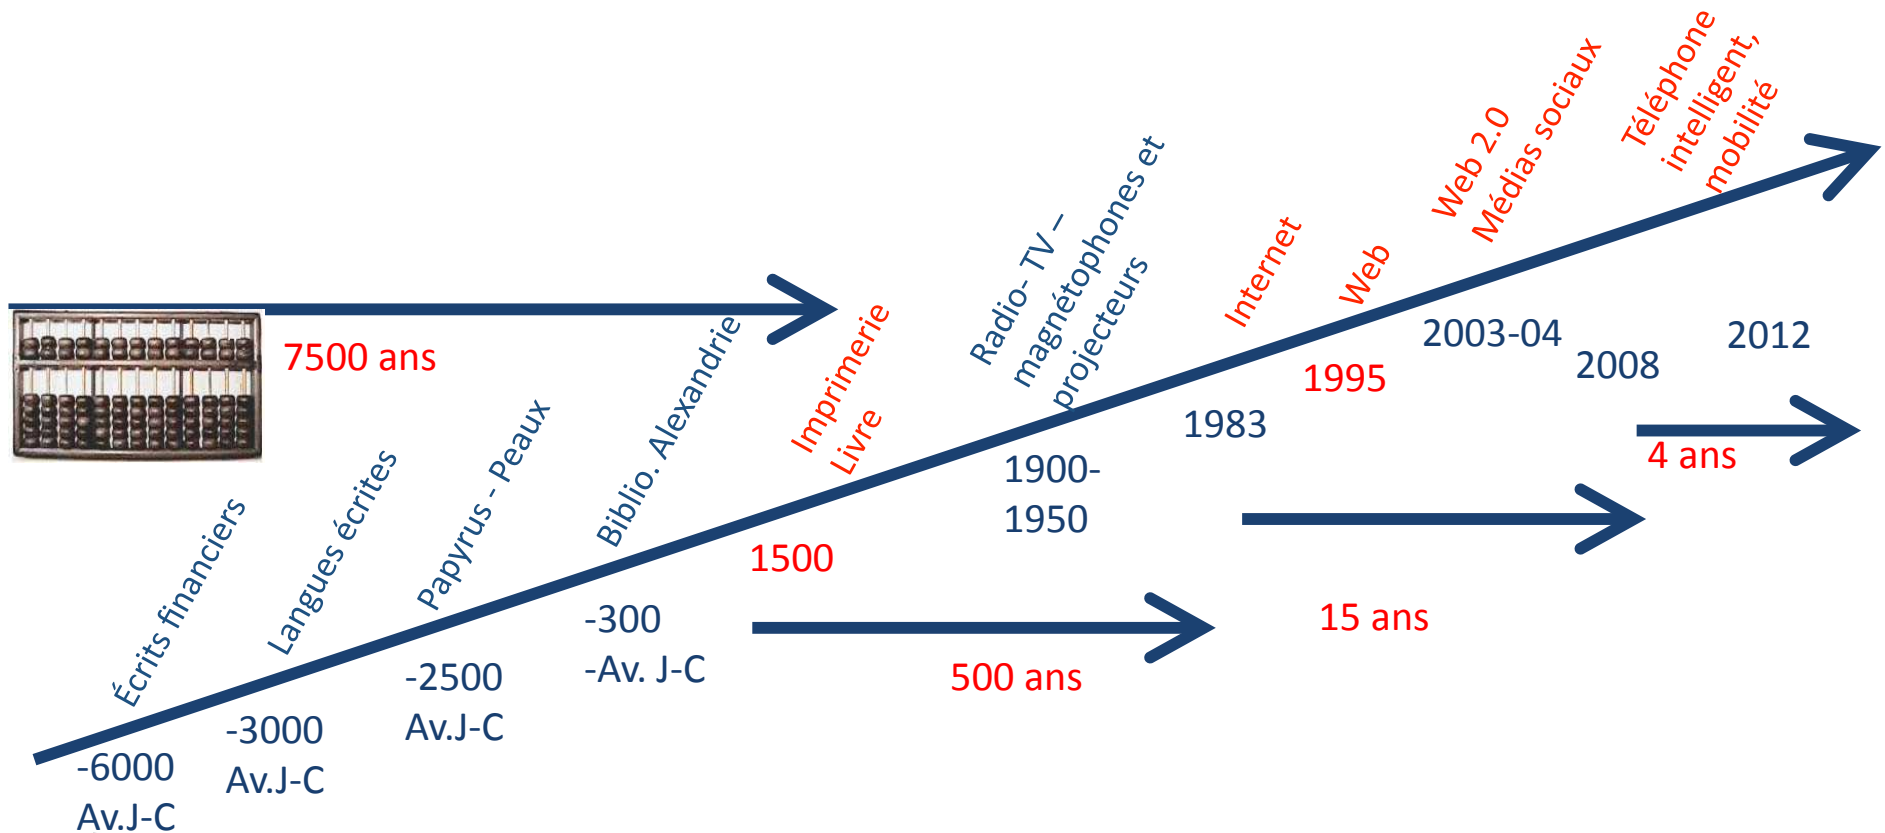 7500 ans
Écrits financiers
Langues écrites
Papyrus - Peaux
Biblio. Alexandrie
Imprimerie
Livre
Radio- TV –
magnétophones et
projecteurs
Internet
Web
Web 2.0
Médias sociaux
Téléphone
intelligent,
mobilité
-6000
Av.J-C
-3000
Av.J-C
-2500
Av.J-C
-300
-Av. J-C
1500
1900-
1950
1983
1995
2003-04
2008
2012
500 ans
15 ans
4 ans